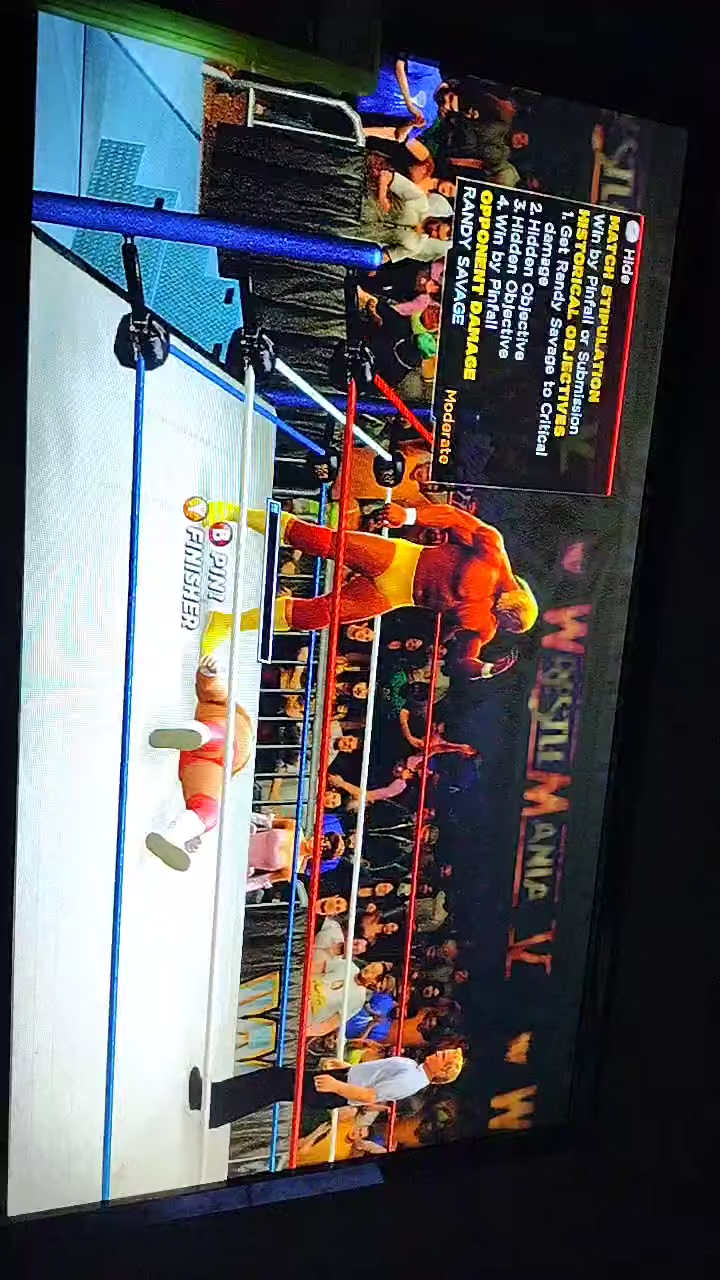 Hide
MATCH STIPULATION
Win by Pinfall or Submission
HISTORICAL OBJECTIVES
1. Get Randy Savage to Critical
damage
2. Hidden Objective
3. Hidden Objective
4. Win by Pinfall
OPPONENT DAMAGE
RANDY SAVAGE Moderate
WRESTLEMANIA V
W
B PIN!
Y FINISHER